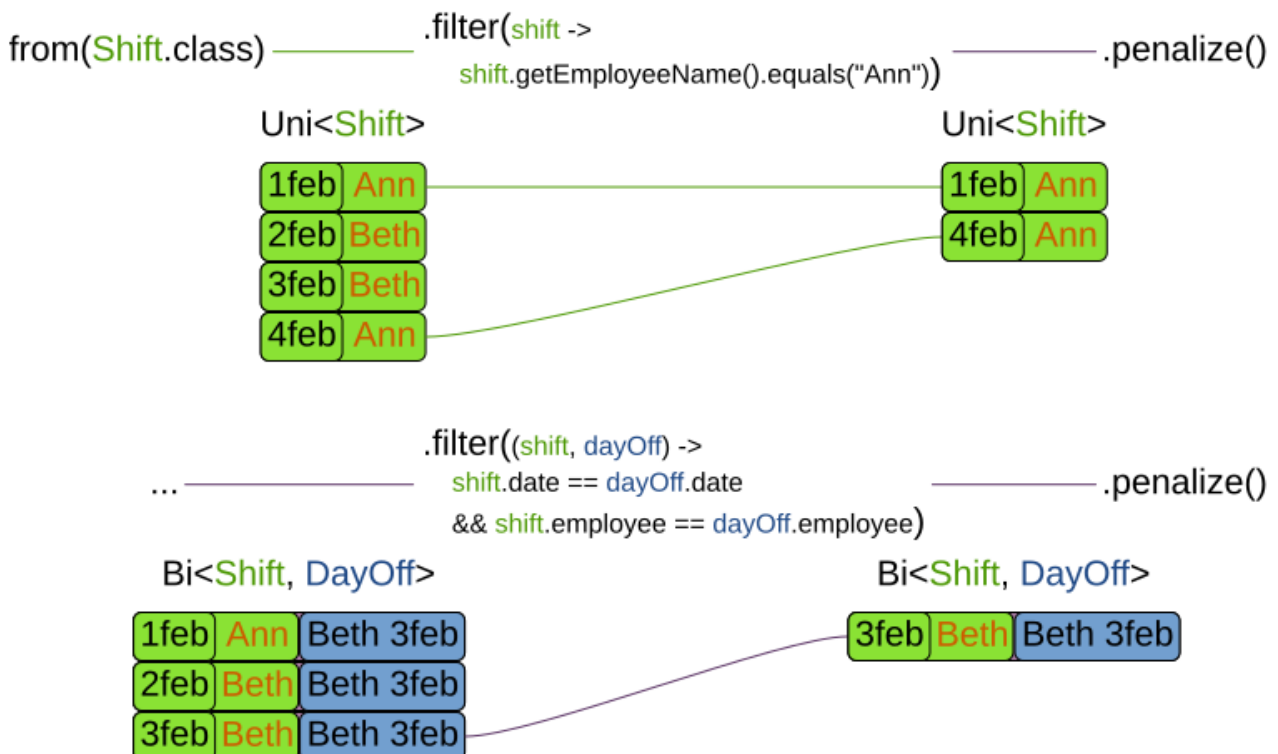 from(Shift.class)
.filter(shift ->
shift.getEmployeeName().equals("Ann"))
.penalize()
Uni<Shift>
Uni<Shift>
1feb Ann
1feb Ann
2feb Beth
4feb Ann
3feb Beth
4feb Ann
.filter((shift, dayOff) ->
... shift.date == dayOff.date .penalize()
&& shift.employee == dayOff.employee)
Bi<Shift, DayOff>
Bi<Shift, DayOff>
1feb Ann Beth 3feb
3feb Beth Beth 3feb
2feb Beth Beth 3feb
3feb Beth Beth 3feb